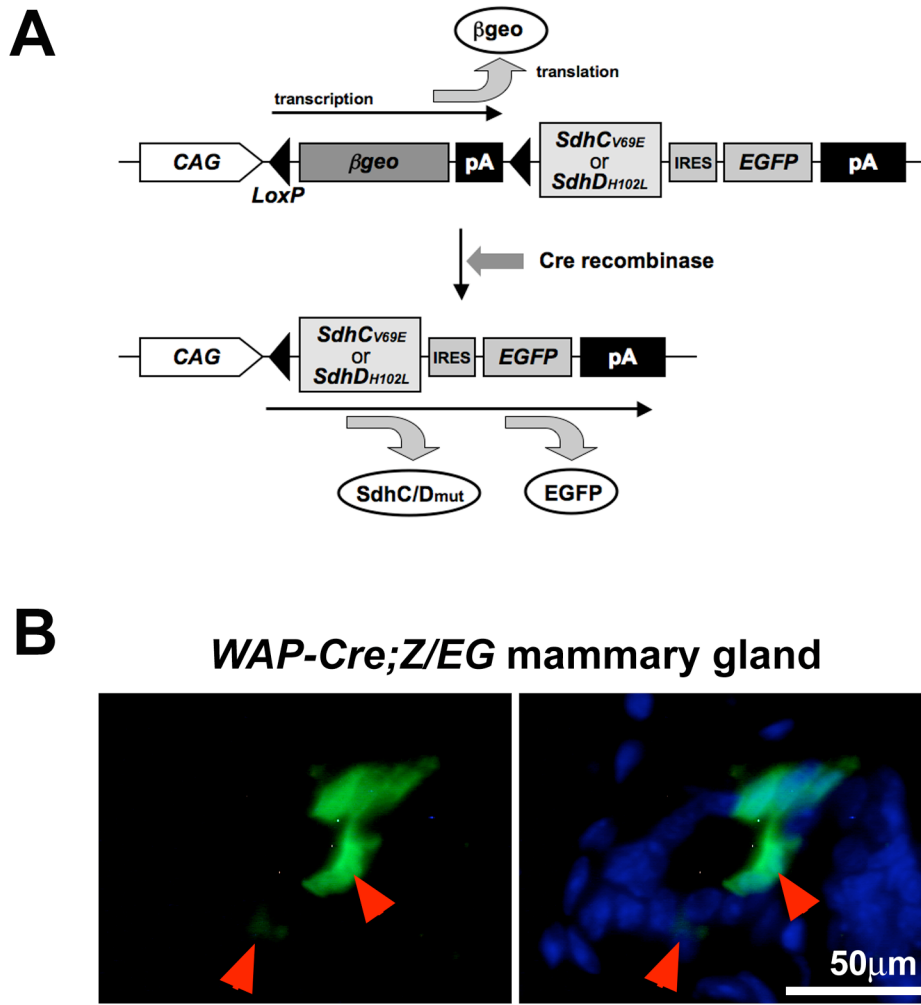 A
βgeo
translation
transcription
CAG
LoxP
βgeo
pA
SdhCV69E
or
SdhDH102L
IRES
EGFP
pA
Cre recombinase
CAG
SdhCV69E
or
SdhDH102L
IRES
EGFP
pA
SdhC/Dmut
EGFP
B
WAP-Cre;Z/EG mammary gland
50μm